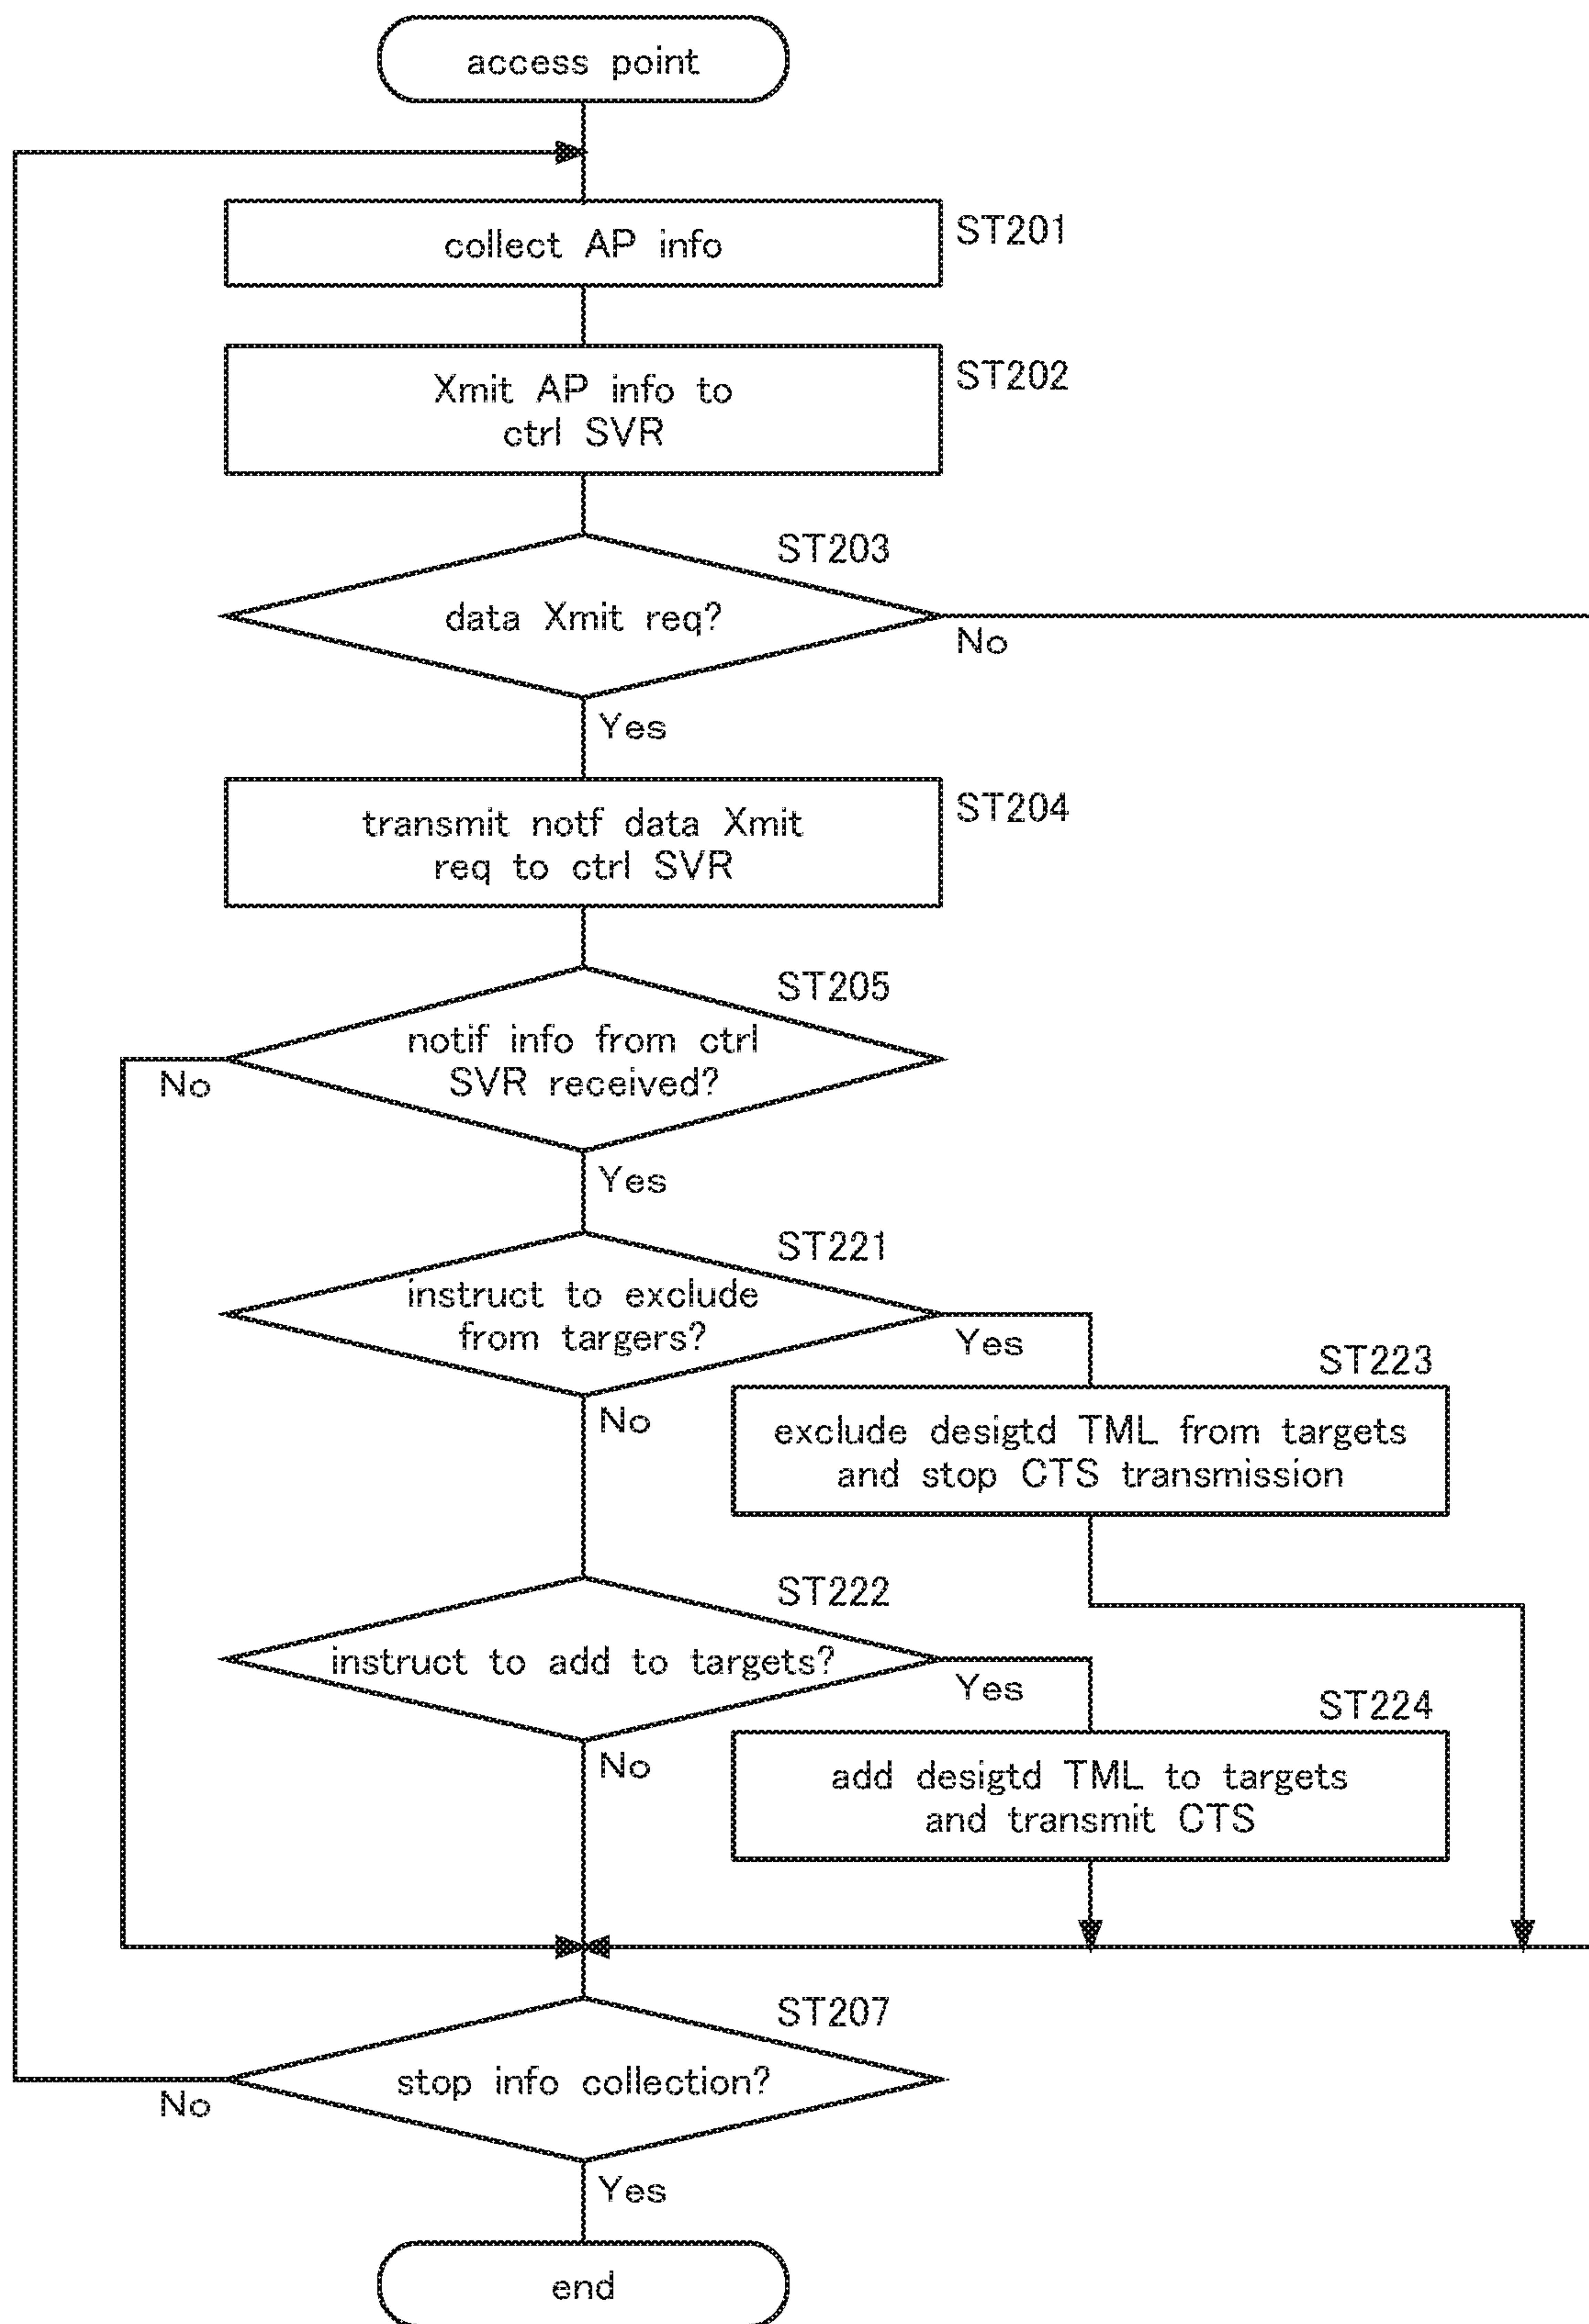 access point
collect AP info
ST201
Xmit AP info to
ctrl SVR
ST202
ST203
data Xmit req?
No
Yes
transmit notf data Xmit
req to ctrl SVR
ST204
ST205
notif info from ctrl
SVR received?
No
Yes
ST221
instruct to exclude
from targers?
Yes
No
ST223
exclude desigtd TML from targets
and stop CTS transmission
ST222
instruct to add to targets?
Yes
No
ST224
add desigtd TML to targets
and transmit CTS
ST207
stop info collection?
No
Yes
end